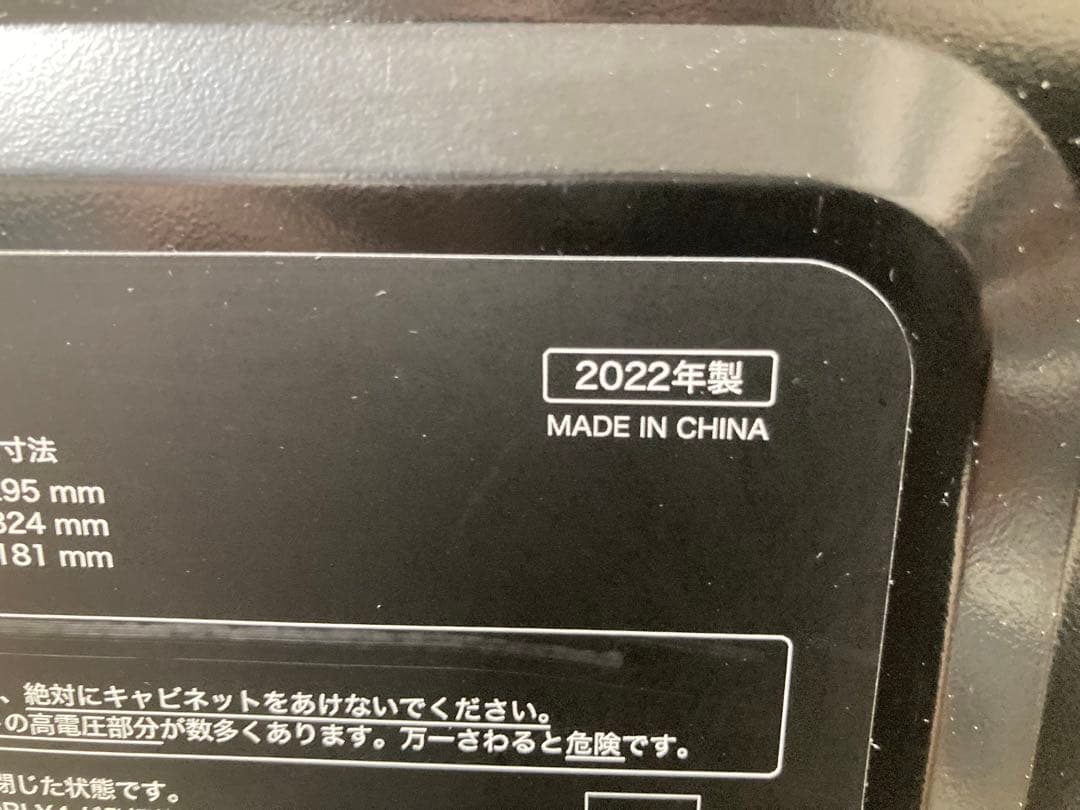 2022年製
MADE IN CHINA
寸法
95 mm
324 mm
181 mm
、絶対にキャビネットをあけないでください。
の高電圧部分が数多くあります。万一さわると危険です。
閉じた状態です。